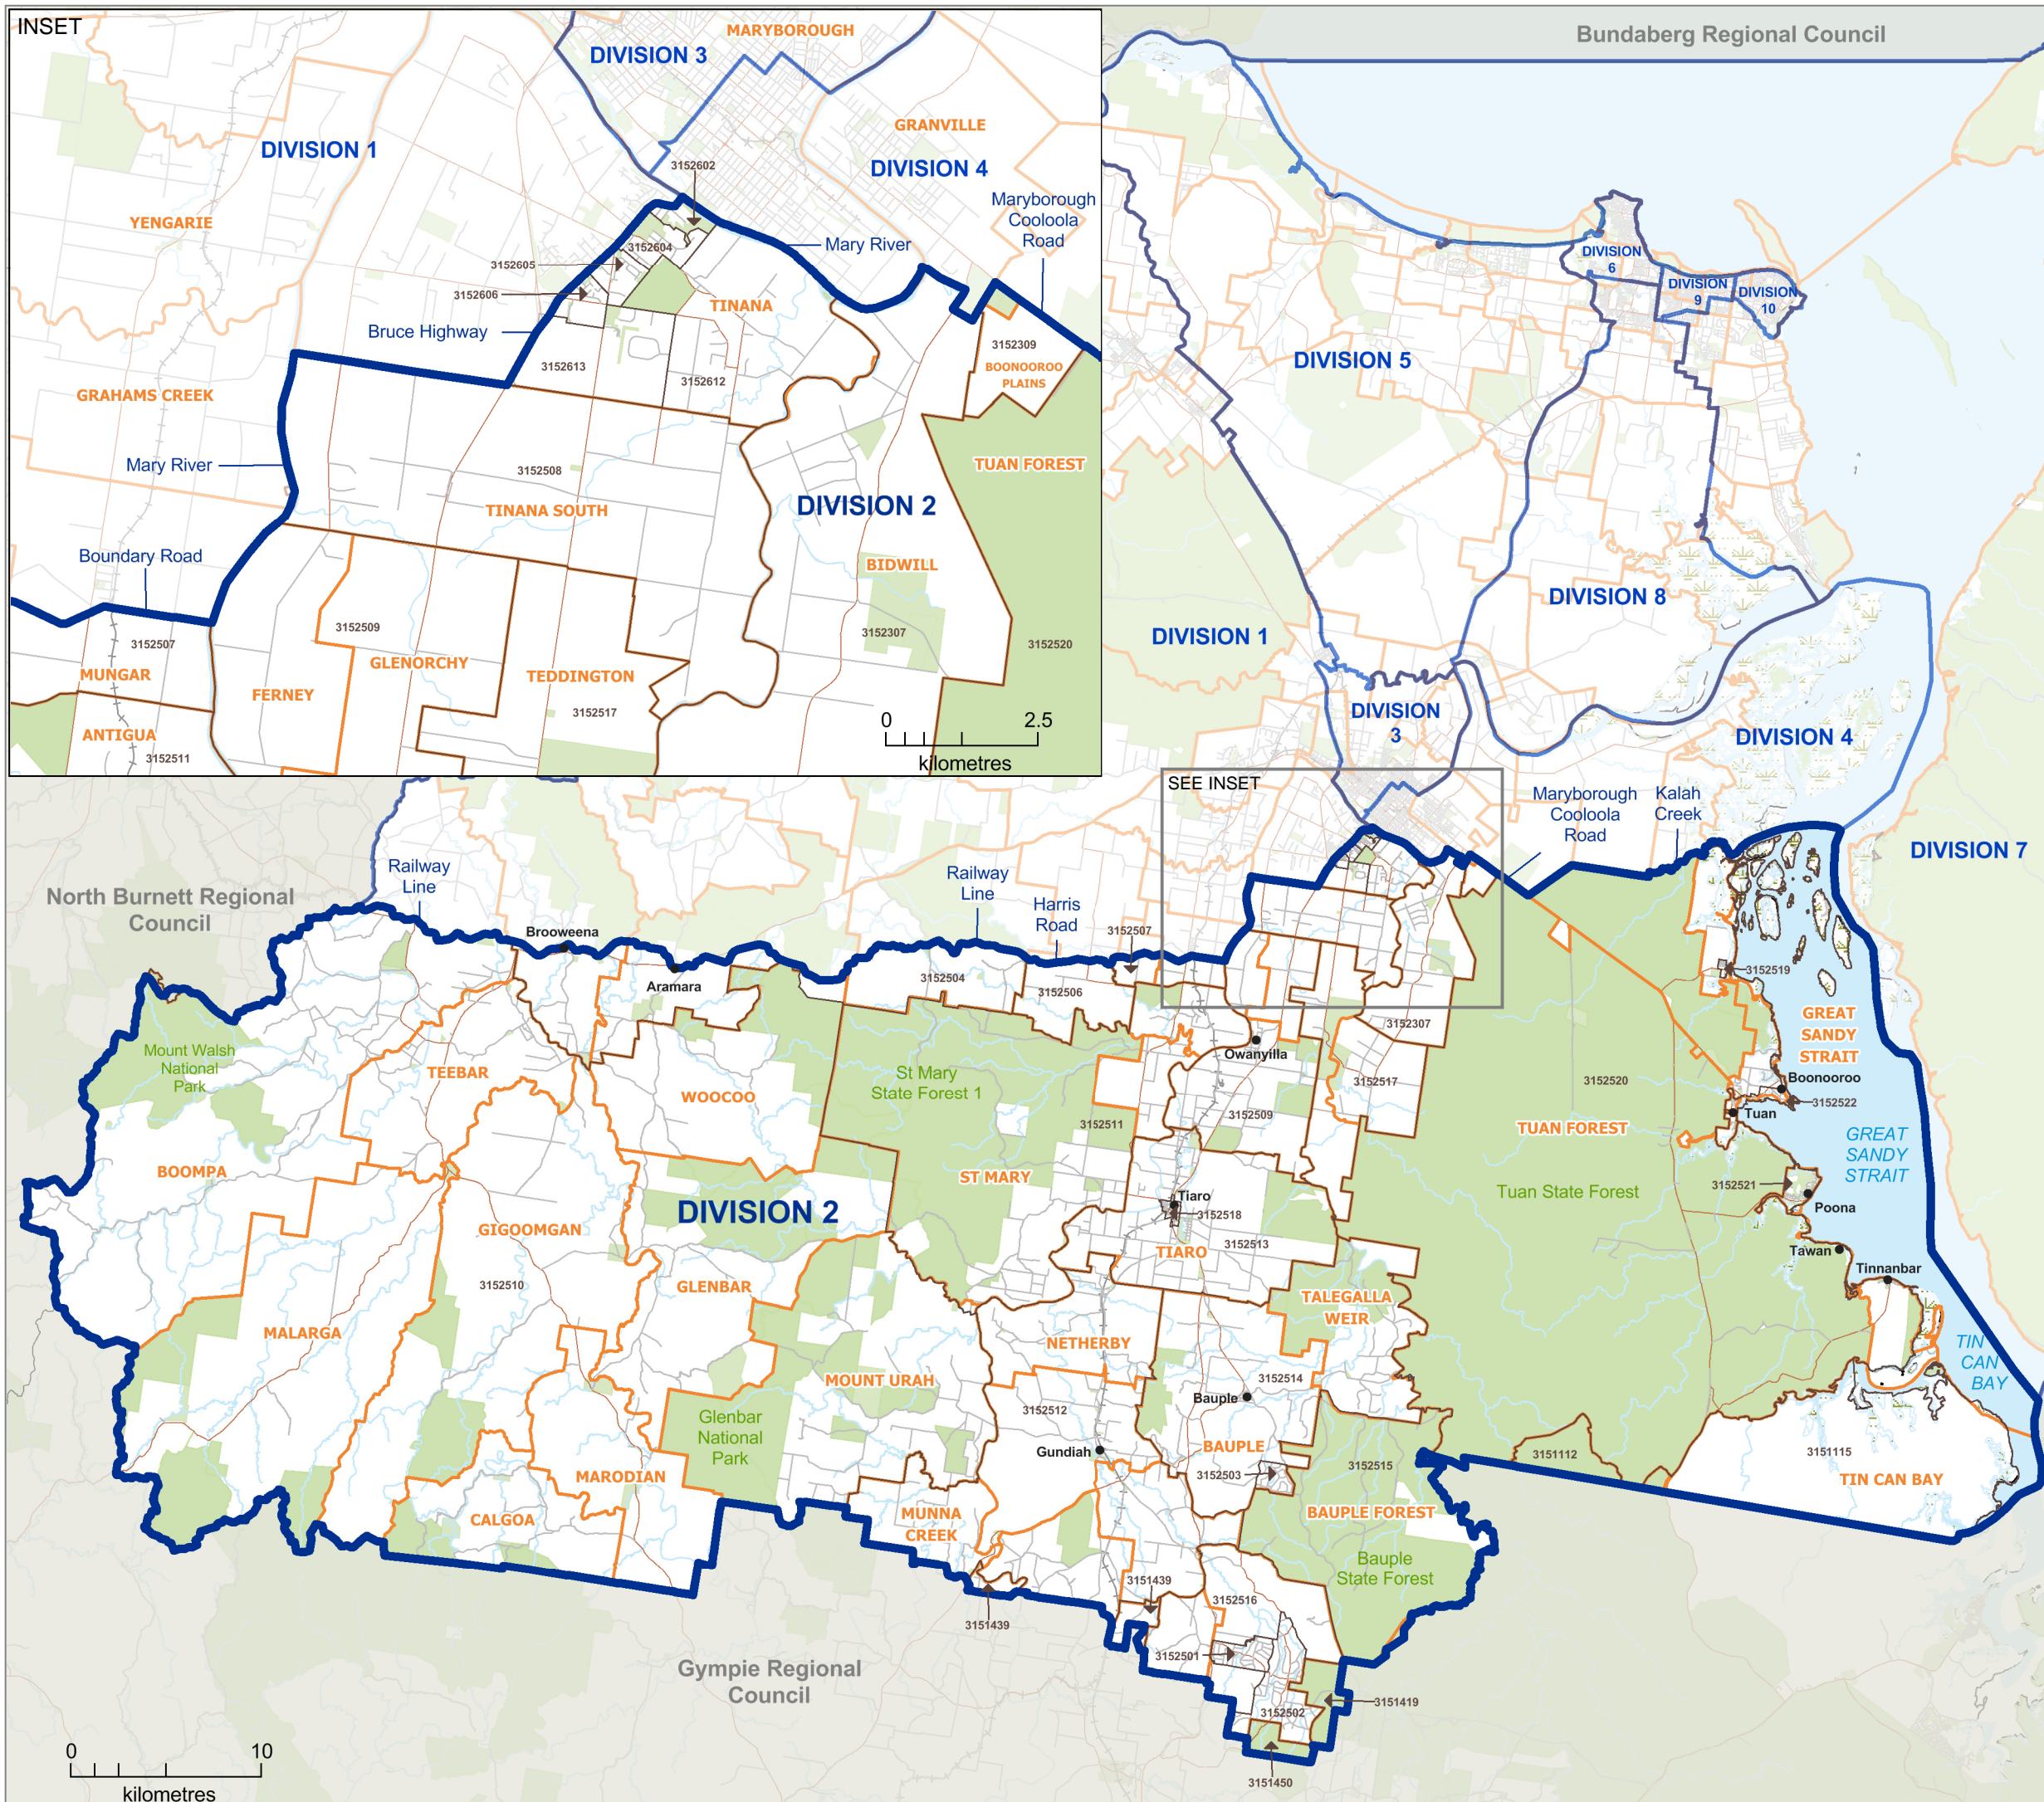 INSET
MARYBOROUGH
DIVISION 3
DIVISION 1
GRANVILLE
DIVISION 4
3152602
Maryborough
Cooloola
Road
YENGARIE
Mary River
3152604
3152605
3152606
TINANA
Bruce Highway
3152309
BOONOOROO
PLAINS
3152613
3152612
GRAHAMS CREEK
Mary River
3152508
TINANA SOUTH
TUAN FOREST
DIVISION 2
Boundary Road
BIDWILL
3152507
3152509
3152307
3152520
MUNGAR
GLENORCHY
FERNEY
TEDDINGTON
3152517
ANTIGUA
3152511
0 2.5
kilometres
Bundaberg Regional Council
DIVISION
6
DIVISION
9
DIVISION
10
DIVISION 5
DIVISION 8
DIVISION 1
DIVISION
3
DIVISION 4
SEE INSET
Maryborough
Cooloola
Road
Kalah
Creek
DIVISION 7
North Burnett Regional
Council
Railway
Line
Railway
Line
Harris
Road
Brooweena
3152507
Aramara
3152504
3152506
3152519
GREAT
SANDY
STRAIT
3152307
Owanyilla
Mount Walsh
National
Park
TEEBAR
WOOCOO
St Mary
State Forest 1
3152517
3152520
Boonooroo
3152522
Tuan
3152511
3152509
TUAN FOREST
GREAT
SANDY
STRAIT
BOOMPA
ST MARY
3152521
Tuan State Forest
Poona
DIVISION 2
Tiaro
3152518
GIGOOMGAN
TIARO
3152513
Tawan
Tinnanbar
3152510
GLENBAR
TALEGALLA
WEIR
MALARGA
NETHERBY
TIN
CAN
BAY
MOUNT URAH
3152514
Bauple
3152512
Glenbar
National
Park
Gundiah
BAUPLE
3152503
3152515
3151112
3151115
TIN CAN BAY
MARODIAN
CALGOA
MUNNA
CREEK
BAUPLE FOREST
Bauple
State Forest
3151439
3151439
3152516
3152501
Gympie Regional
Council
3151419
3152502
3151450
0 10
kilometres